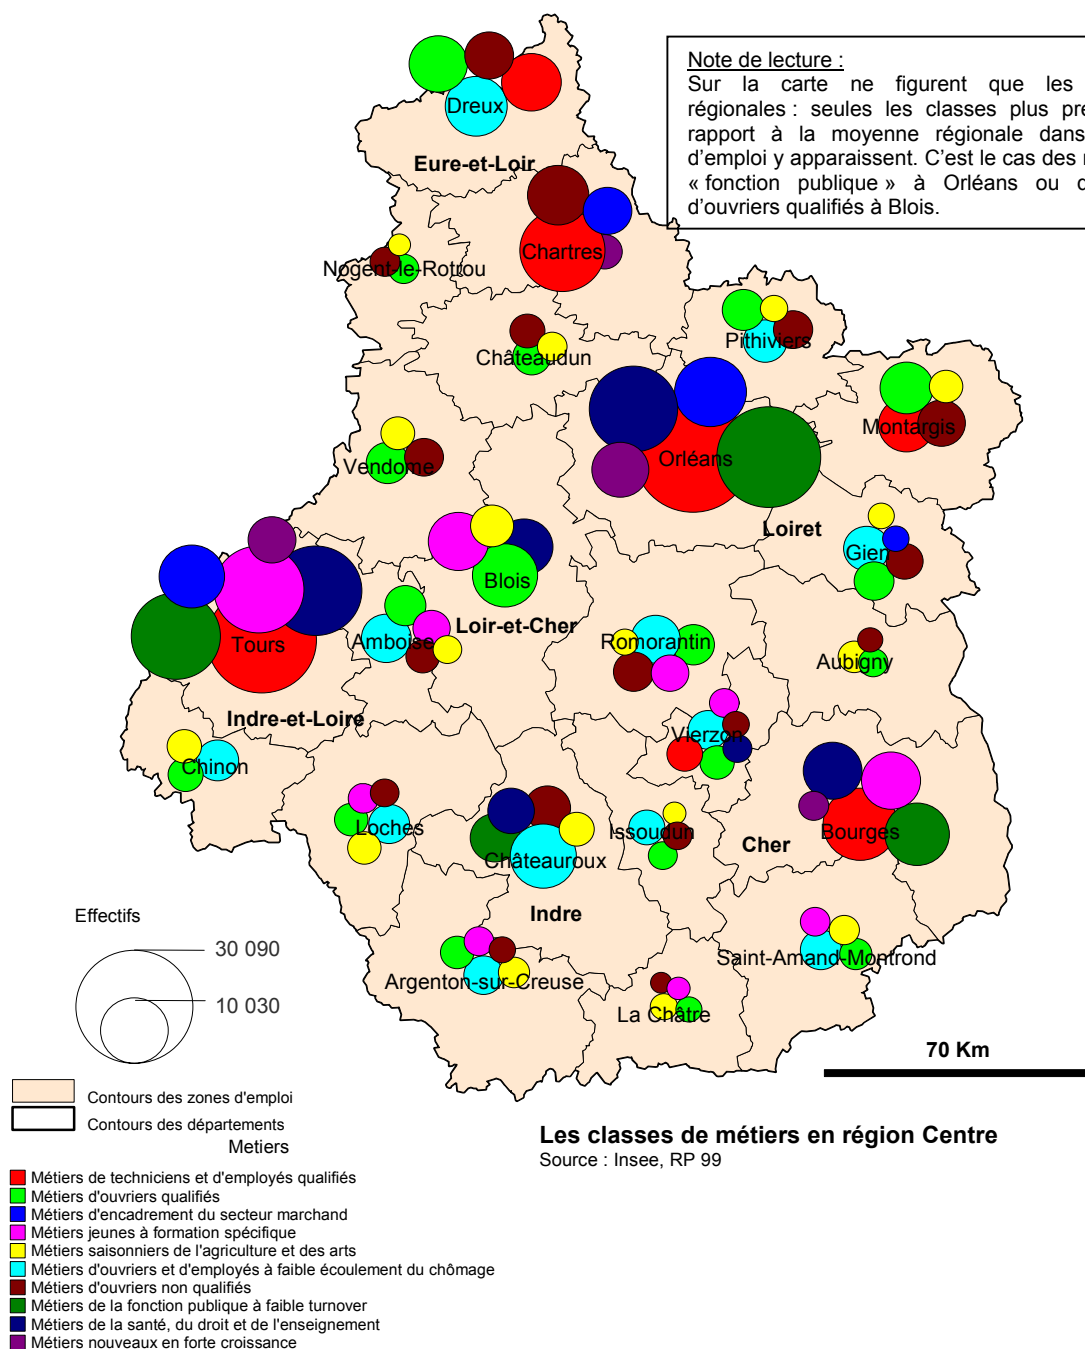 Note de lecture :
Sur la carte ne figurent que les
régionales : seules les classes plus pré
rapport à la moyenne régionale dans
d'emploi y apparaissent. C'est le cas des
« fonction publique » à Orléans ou d
d'ouvriers qualifiés à Blois.
Dreux
Eure-et-Loir
Chartres
Nogent-le-Rotrou
Pithiviers
Châteaudun
Montargis
Orléans
Vendome
Loiret
Gien
Blois
Loir-et-Cher
Amboise
Romorantin
Tours
Aubigny
Indre-et-Loire
Vierzon
Chinon
Loches
Issoudun
Bourges
Cher
Châteauroux
Indre
Effectifs
30 090
10 030
Saint-Amand-Montrond
Argenton-sur-Creuse
La Châtre
70 Km
Contours des zones d'emploi
Contours des départements
Metiers
Les classes de métiers en région Centre
Source : Insee, RP 99
Métiers de techniciens et d'employés qualifiés
Métiers d'ouvriers qualifiés
Métiers d'encadrement du secteur marchand
Métiers jeunes à formation spécifique
Métiers saisonniers de l'agriculture et des arts
Métiers d'ouvriers et d'employés à faible écoulement du chômage
Métiers d'ouvriers non qualifiés
Métiers de la fonction publique à faible turnover
Métiers de la santé, du droit et de l'enseignement
Métiers nouveaux en forte croissance